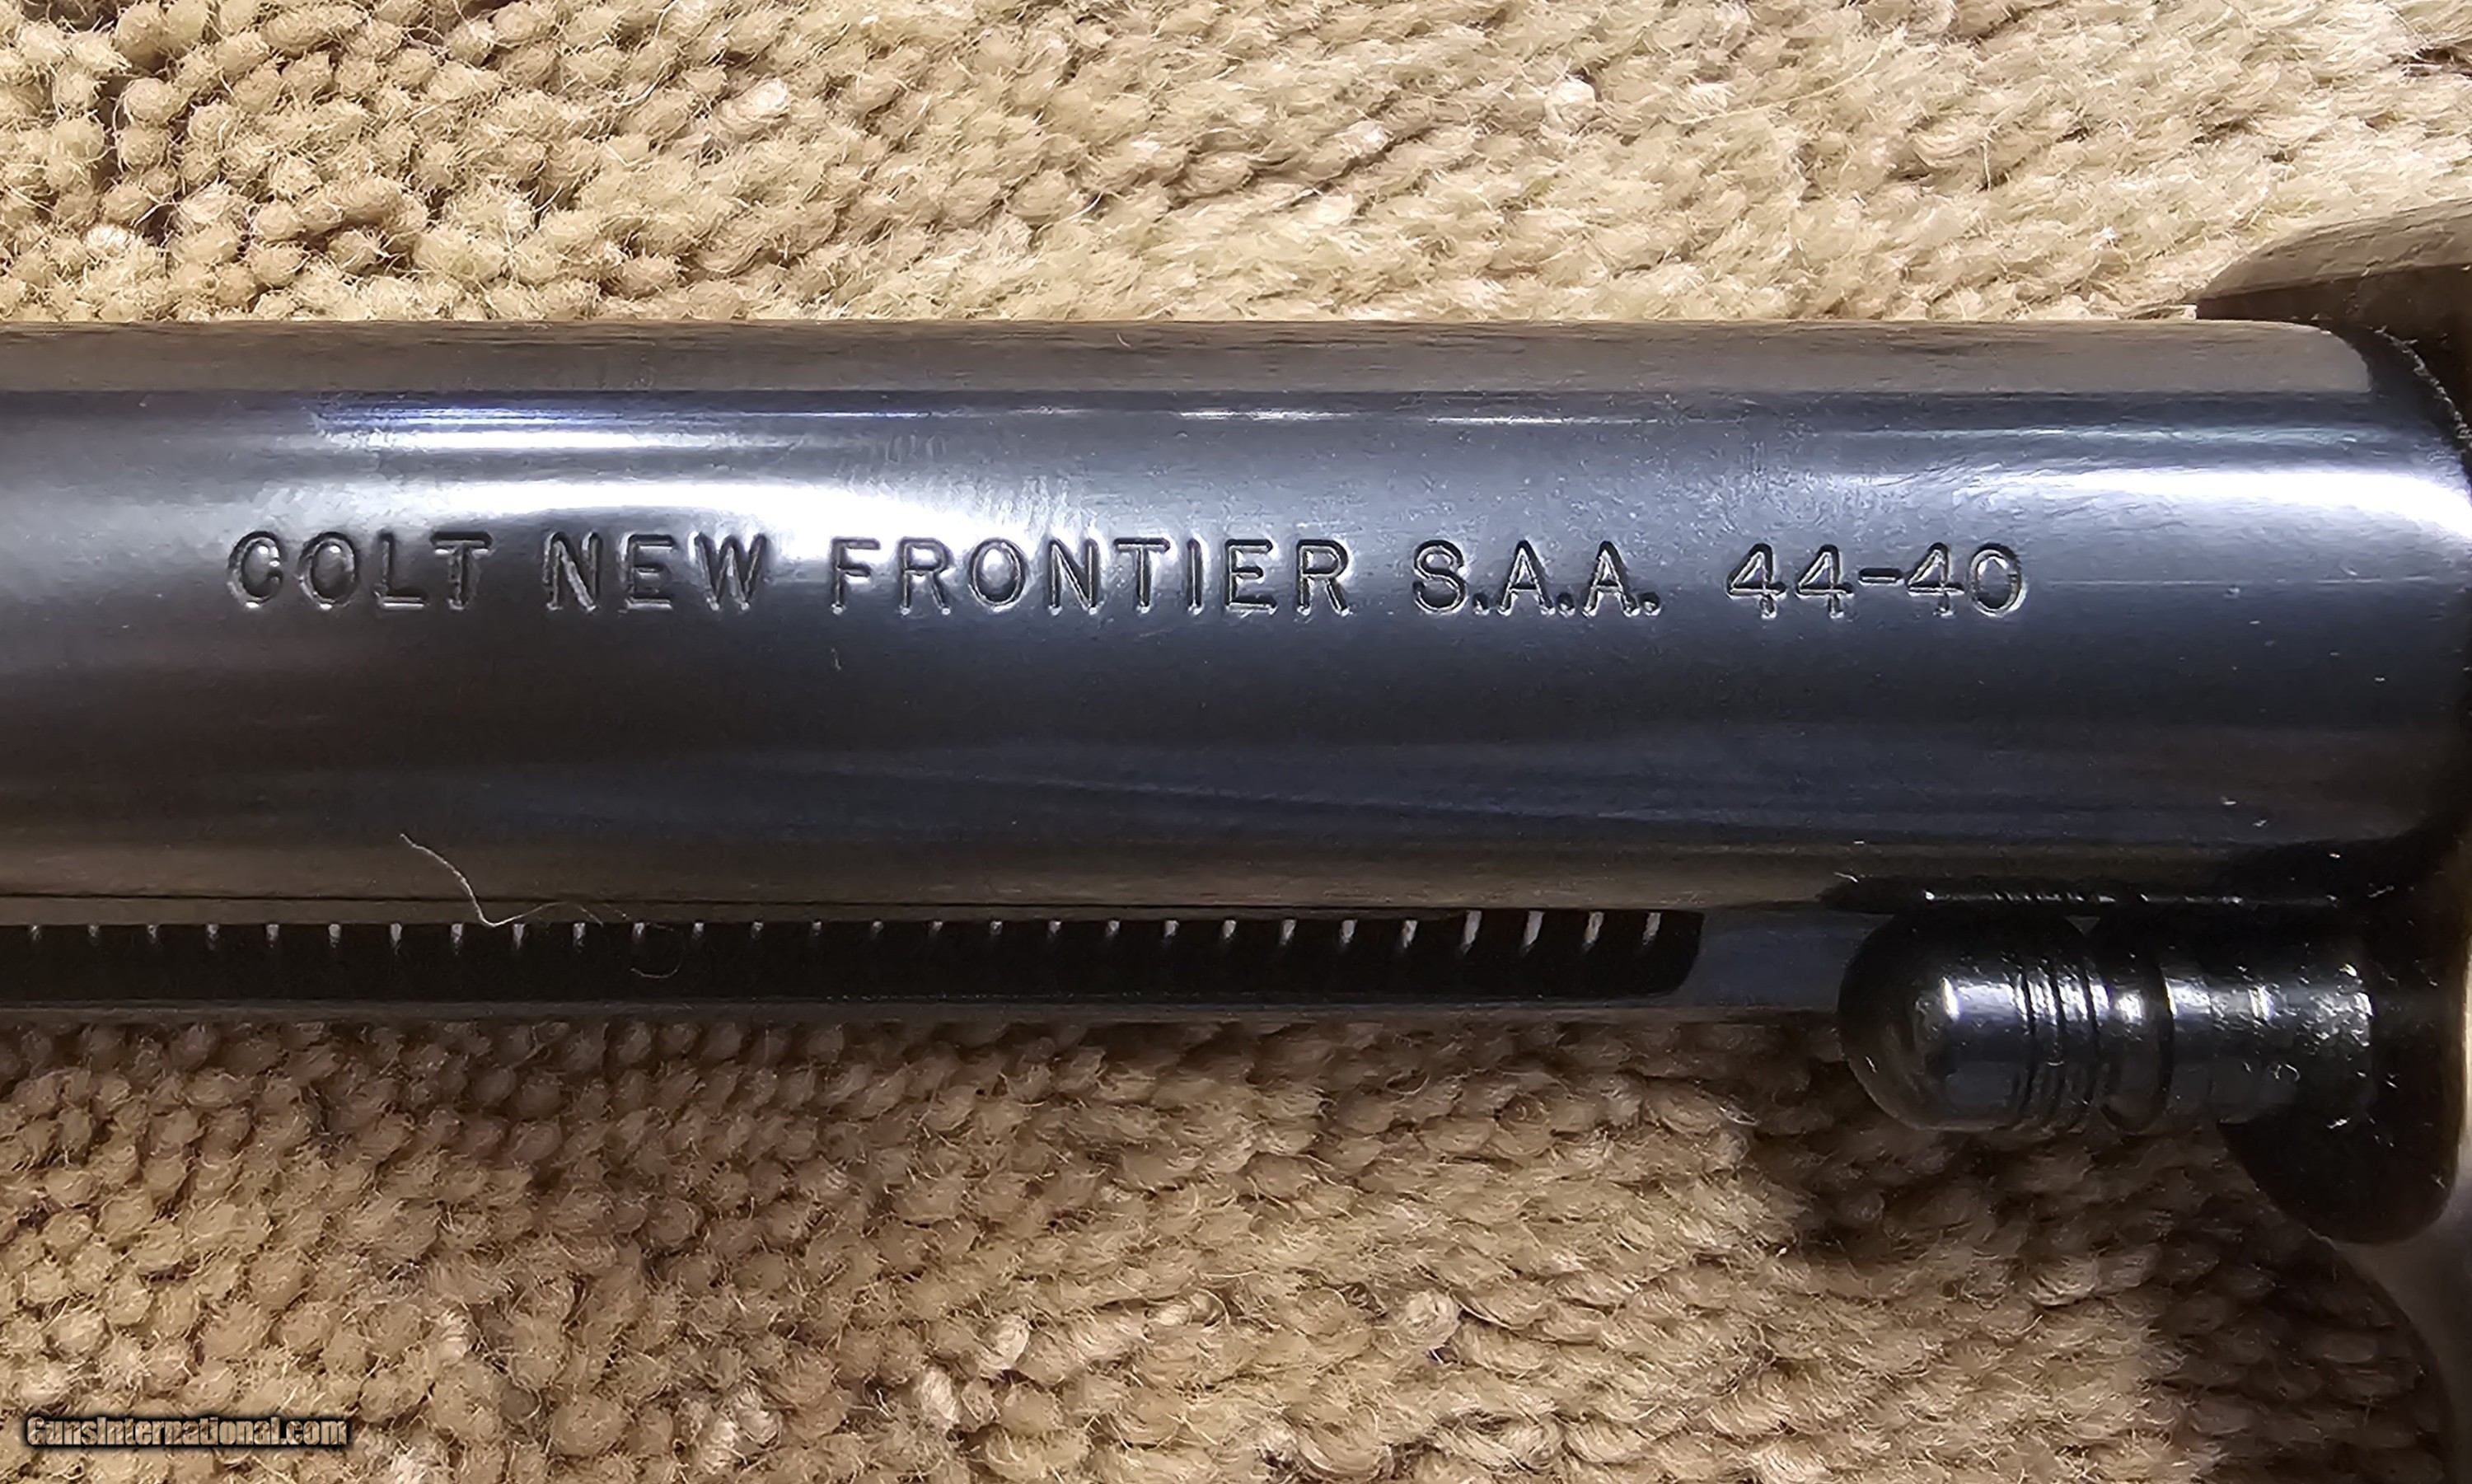 COLT NEW FRONTIER S.A.A. 44-40
GunsInternational.com